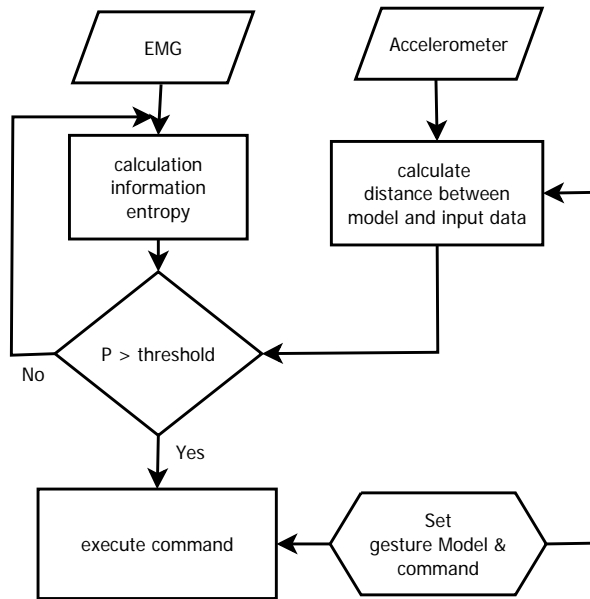 EMG
Accelerometer
calculation
information
entropy
calculate
distance between
model and input data
P > threshold
No
Yes
execute command
Set
gesture Model &
command